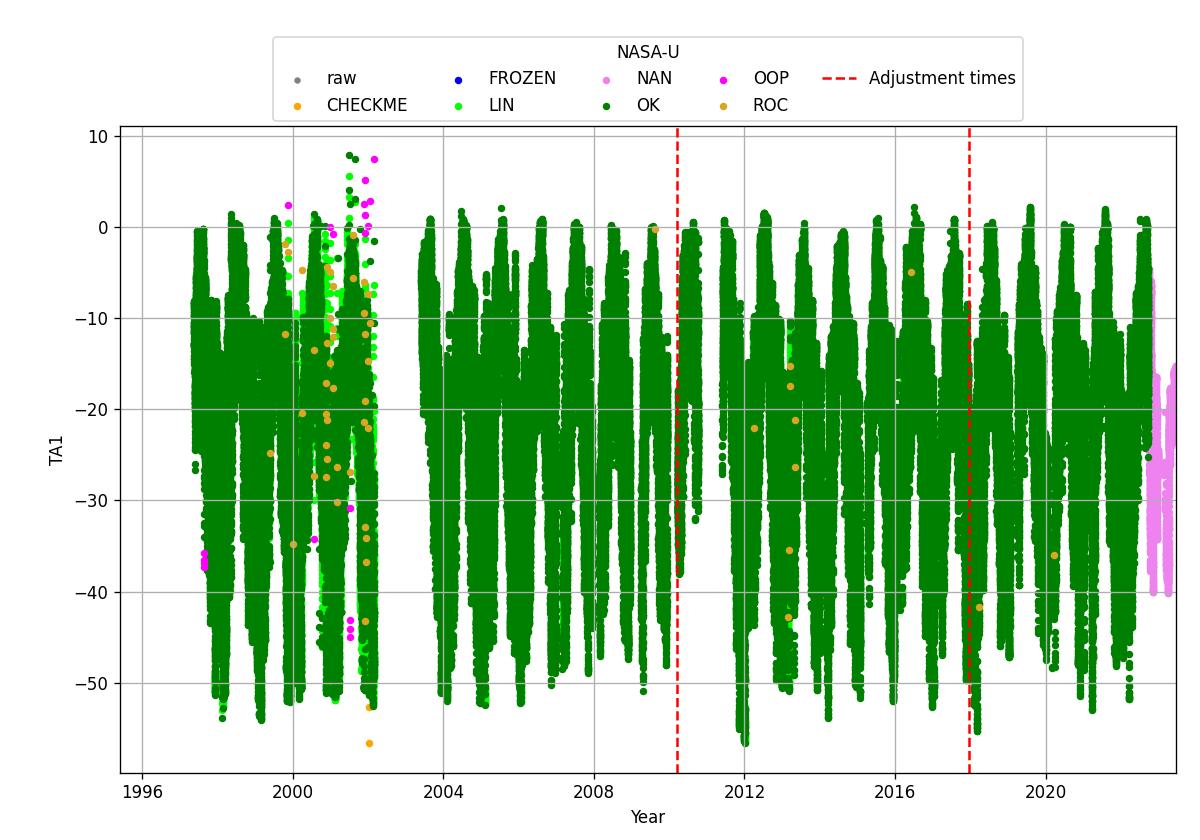 NASA-U
raw FROZEN NAN OOP Adjustment times
CHECKME LIN OK ROC
10
0
−10
−20
−30
−40
−50
TA1
1996 2000 2004 2008 2012 2016 2020
Year